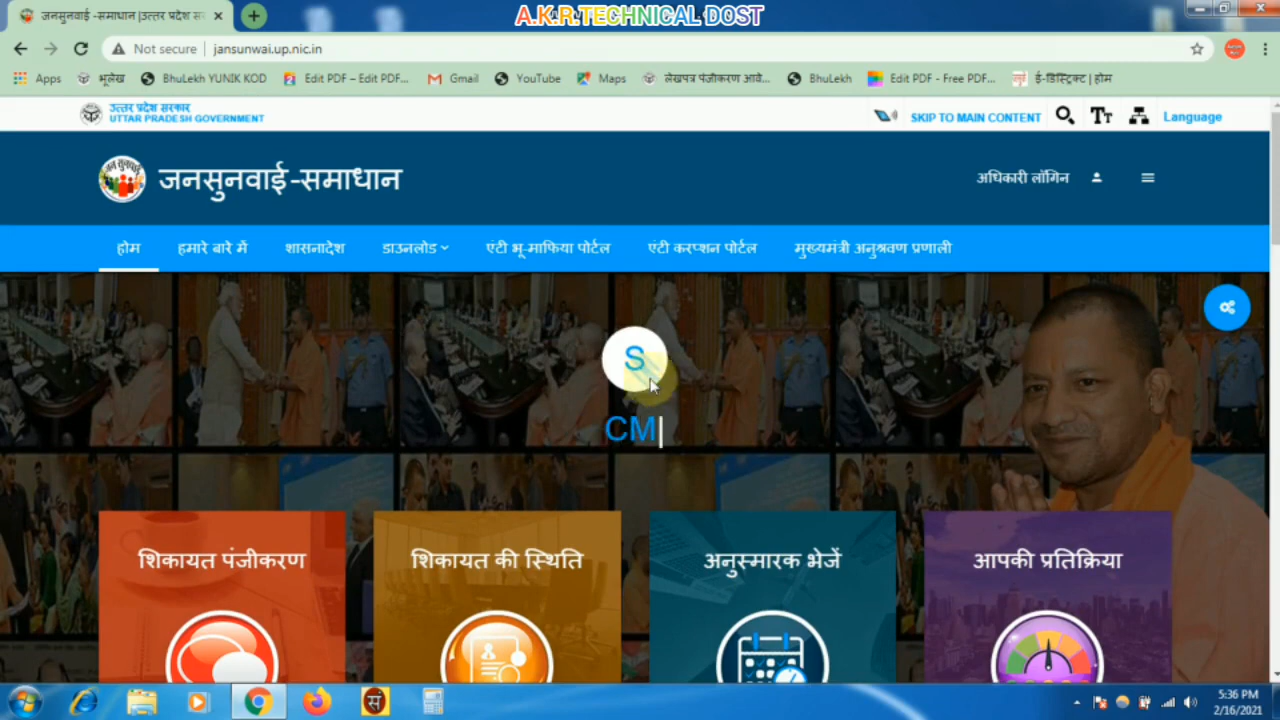 A.K.R.TECHNICAL DOST
जनसुनवाई -समाधान |उत्तर प्रदेश सर
Not secure | jansunwai.up.nic.in
Apps भूलेख BhuLekh YUNIK KOD Edit PDF – Edit PDF... Gmail YouTube Maps लेखपत्र पंजीकरण आवे... BhuLekh Edit PDF - Free PDF... ई-डिस्ट्रिक्ट | होम
उत्तर प्रदेश सरकार
UTTAR PRADESH GOVERNMENT
SKIP TO MAIN CONTENT TT Language
जन सुनवाई
जनसुनवाई-समाधान
अधिकारी लॉगिन
होम हमारे बारे में शासनादेश डाउनलोड एंटी भू-माफिया पोर्टल एंटी करप्शन पोर्टल मुख्यमंत्री अनुश्रवण प्रणाली
S
CM
शिकायत पंजीकरण शिकायत की स्थिति अनुस्मारक भेजें आपकी प्रतिक्रिया
सं
5:36 PM
2/16/2021